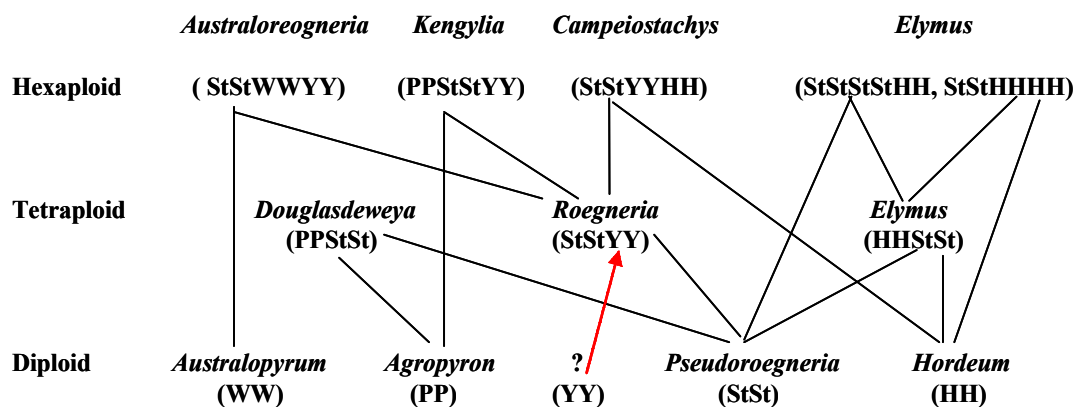 Australoreogneria Kengylia Campeiostachys Elymus
Hexaploid ( StStWWYY) (PPStStYY) (StStYYHH) (StStStStHH, StStHHHH)
Tetraploid Douglasdeweya Roegneria Elymus
(PPStSt) (StStYY) (HHStSt)
Diploid Australopyrum Agropyron ? Pseudoroegneria Hordeum
(WW) (PP) (YY) (StSt) (HH)